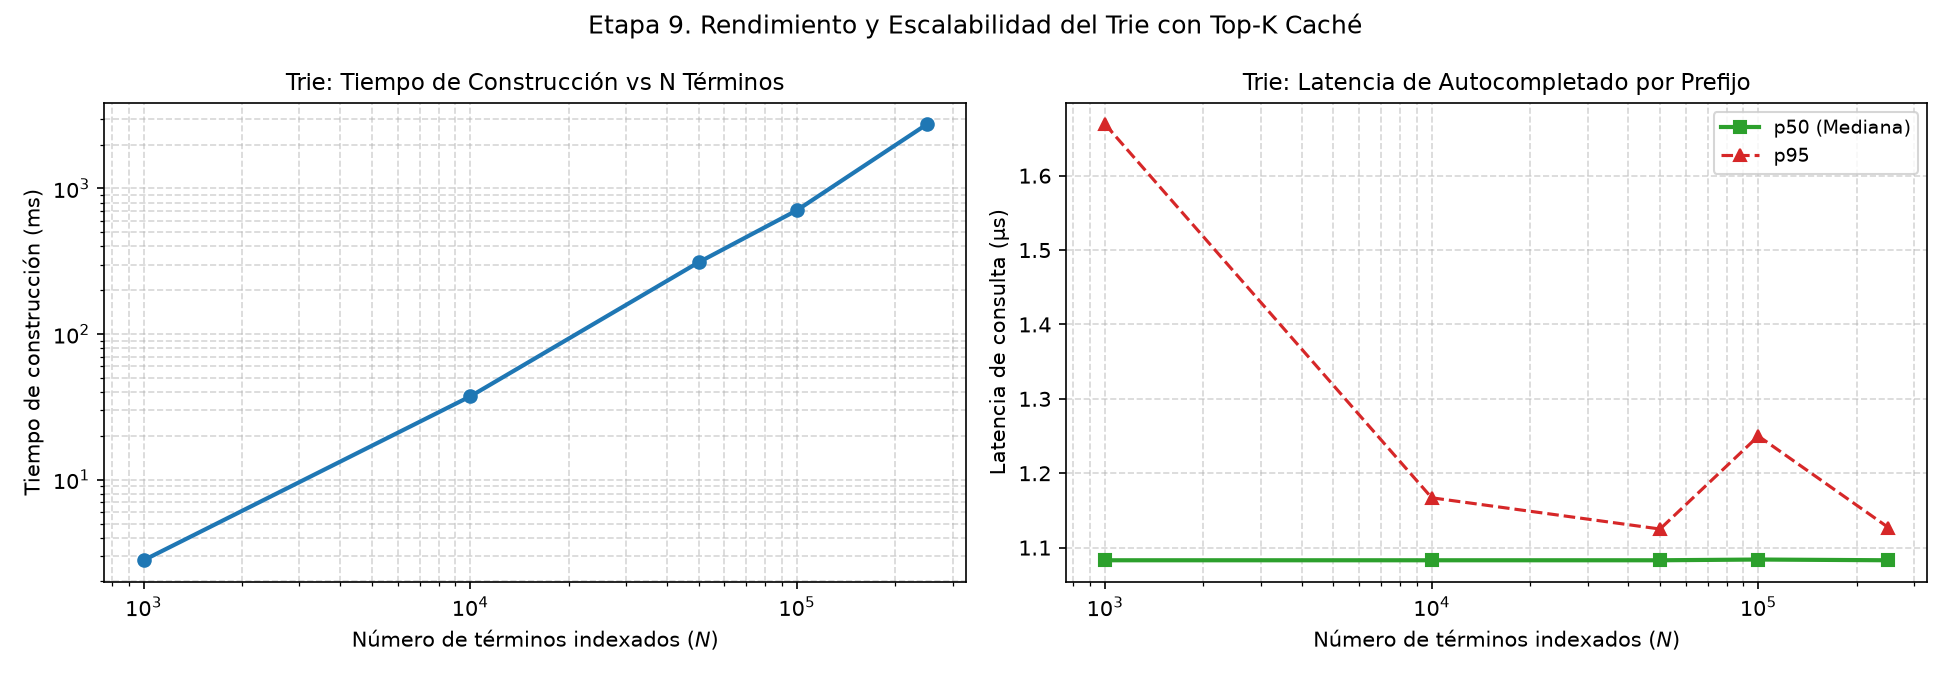 Etapa 9. Rendimiento y Escalabilidad del Trie con Top-K Caché
Trie: Tiempo de Construcción vs N Términos
Tiempo de construcción (ms)
10³
10²
10¹
10³ 10⁴ 10⁵
Número de términos indexados (N)
Trie: Latencia de Autocompletado por Prefijo
p50 (Mediana)
p95
Latencia de consulta (µs)
1.6
1.5
1.4
1.3
1.2
1.1
10³ 10⁴ 10⁵
Número de términos indexados (N)